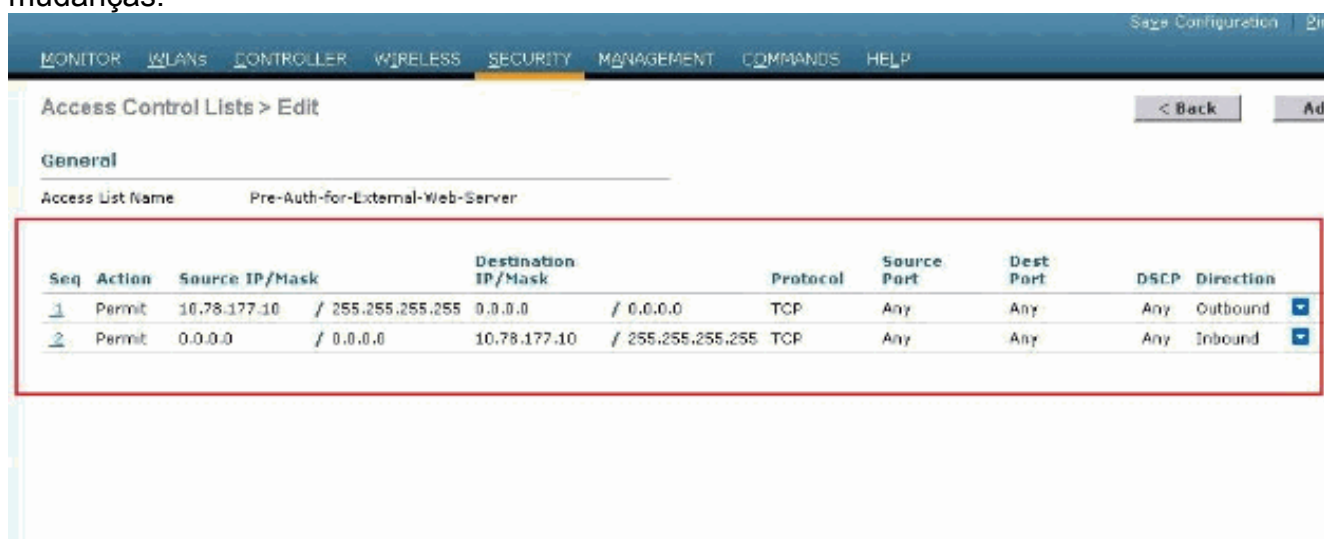 mudanças.
Save Configuration
MONITOR WLANs CONTROLLER WIRELESS SECURITY MANAGEMENT COMMANDS HELP
Access Control Lists > Edit
< Back
General
Access List Name Pre-Auth-for-External-Web-Server
Seq Action Source IP/Mask Destination IP/Mask Protocol Source Port Dest Port DSCP Direction
1 Permit 10.78.177.10 / 255.255.255.255 0.0.0.0 / 0.0.0.0 TCP Any Any Any Outbound
2 Permit 0.0.0.0 / 0.0.0.0 10.78.177.10 / 255.255.255.255 TCP Any Any Any Inbound